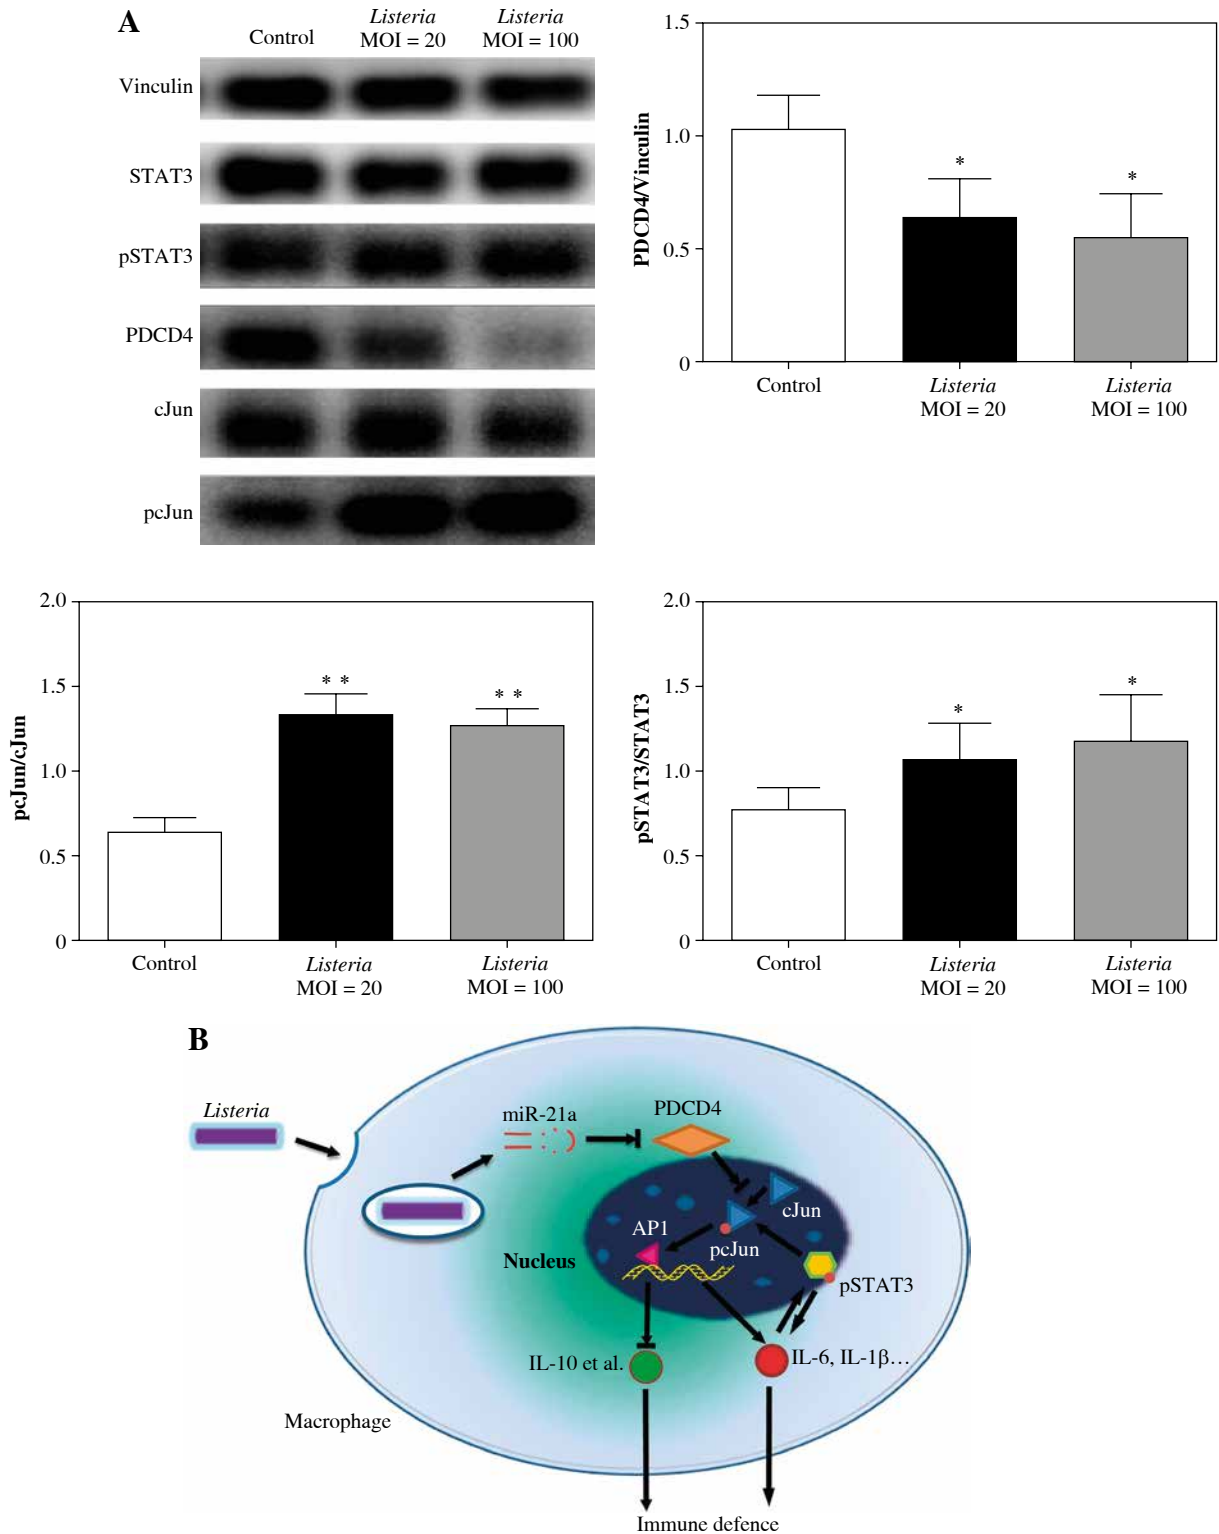 A
Control
Listeria
MOI = 20
Listeria
MOI = 100
Vinculin
STAT3
pSTAT3
PDCD4
cJun
pcJun
PDCD4/Vinculin
1.5
1.0
0.5
0
*
*
Control
Listeria
MOI = 20
Listeria
MOI = 100
pcJun/cJun
2.0
1.5
1.0
0.5
0
* *
* *
Control
Listeria
MOI = 20
Listeria
MOI = 100
pSTAT3/STAT3
2.0
1.5
1.0
0.5
0
*
*
Control
Listeria
MOI = 20
Listeria
MOI = 100
B
Listeria
miR-21a
PDCD4
cJun
AP1
pcJun
Nucleus
pSTAT3
IL-10 et al.
IL-6, IL-1β…
Macrophage
Immune defence